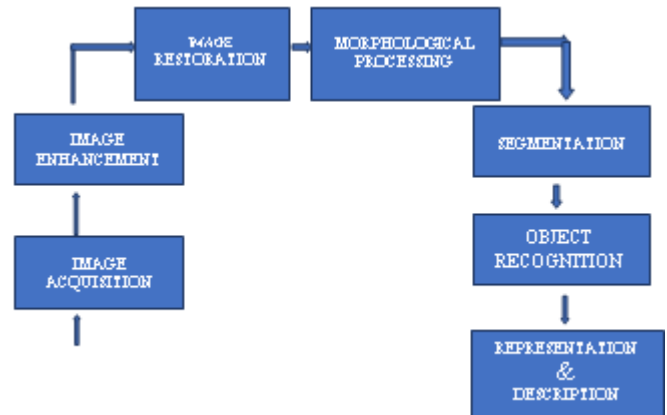 IMAGE
RESTORATION
MORPHOLOGICAL
PROCESSING
IMAGE
ENHANCEMENT
SEGMENTATION
IMAGE
ACQUISITION
OBJECT
RECOGNITION
REPRESENTATION
&
DESCRIPTION